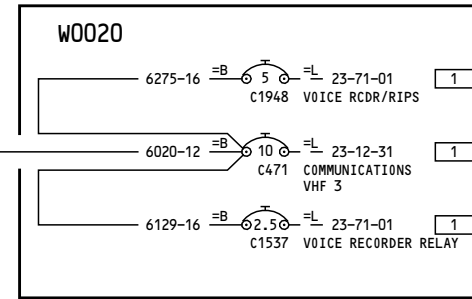 W0020
6275-16 =B 5 =L 23-71-01 1
C1948 VOICE RCDR/RIPS
6020-12 =B 10 =L 23-12-31 1
C471 COMMUNICATIONS
VHF 3
6129-16 =B 2.5 =L 23-71-01 1
C1537 VOICE RECORDER RELAY